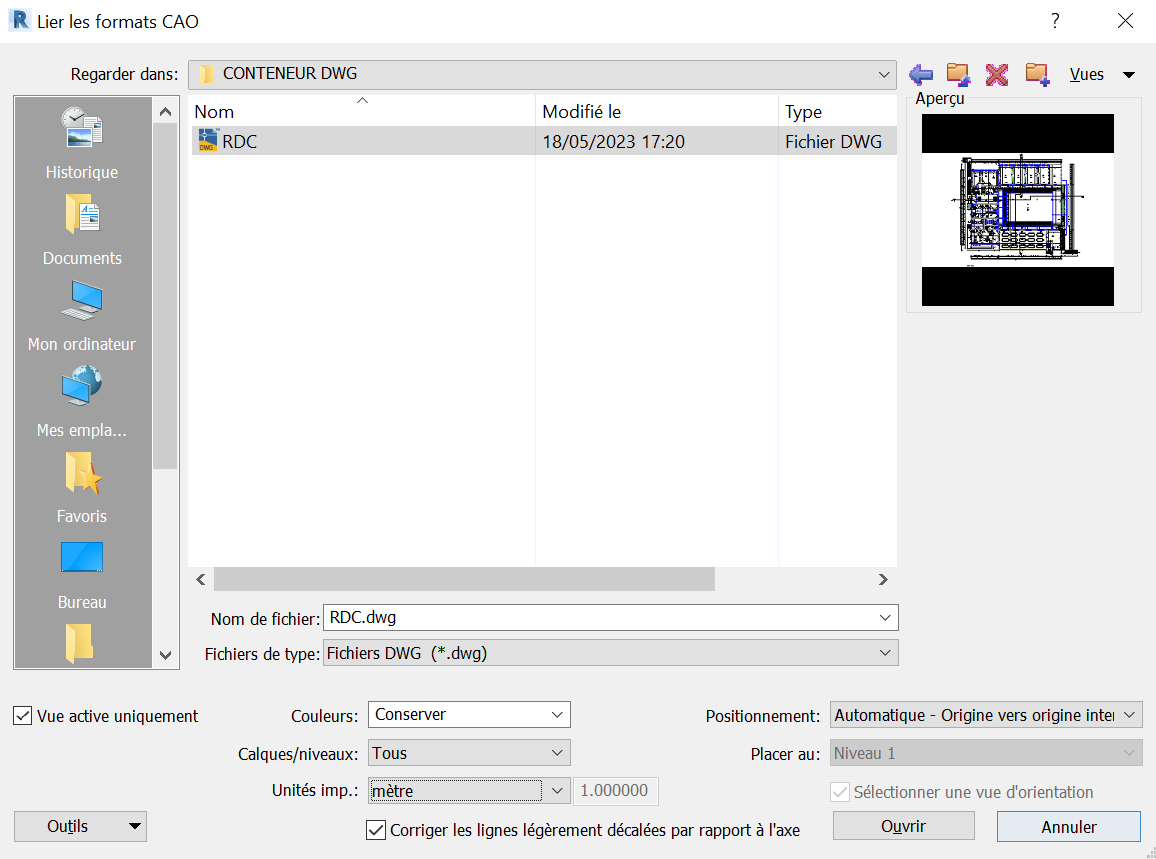 Lier les formats CAO
?
Regarder dans: CONTENEUR DWG
Vues
Aperçu
Nom Modifié le Type
RDC 18/05/2023 17:20 Fichier DWG
Historique
Documents
Mon ordinateur
Mes empla...
Favoris
Bureau
Nom de fichier: RDC.dwg
Fichiers de type: Fichiers DWG (*.dwg)
Vue active uniquement
Couleurs: Conserver
Positionnement: Automatique - Origine vers origine inter
Calques/niveaux: Tous
Placer au: Niveau 1
Unités imp.: mètre 1.000000
Sélectionner une vue d'orientation
Outils
Corriger les lignes légèrement décalées par rapport à l'axe
Ouvrir
Annuler